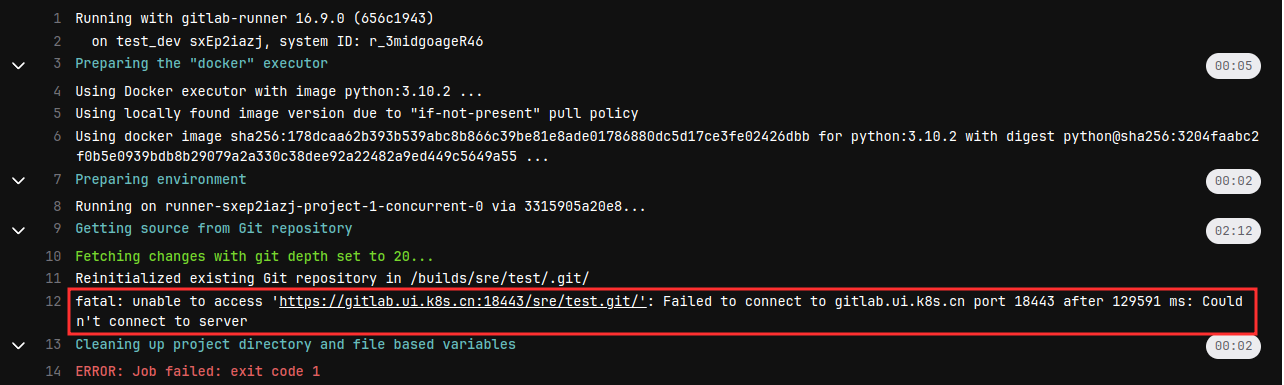 1 Running with gitlab-runner 16.9.0 (656c1943)
2 on test_dev sxEp2iazj, system ID: r_3midgoageR46
3 Preparing the "docker" executor 00:05
4 Using Docker executor with image python:3.10.2 ...
5 Using locally found image version due to "if-not-present" pull policy
6 Using docker image sha256:178dcaa62b393b539abc8b866c39be81e8ade01786880dc5d17ce3fe02426dbb for python:3.10.2 with digest python@sha256:3204faabc2
f0b5e0939bdb8b29079a2a330c38dee92a22482a9ed449c5649a55 ...
7 Preparing environment 00:02
8 Running on runner-sxep2iazj-project-1-concurrent-0 via 3315905a20e8...
9 Getting source from Git repository 02:12
10 Fetching changes with git depth set to 20...
11 Reinitialized existing Git repository in /builds/sre/test/.git/
12 fatal: unable to access 'https://gitlab.ui.k8s.cn:18443/sre/test.git/': Failed to connect to gitlab.ui.k8s.cn port 18443 after 129591 ms: Coul
n't connect to server
13 Cleaning up project directory and file based variables 00:02
14 ERROR: Job failed: exit code 1